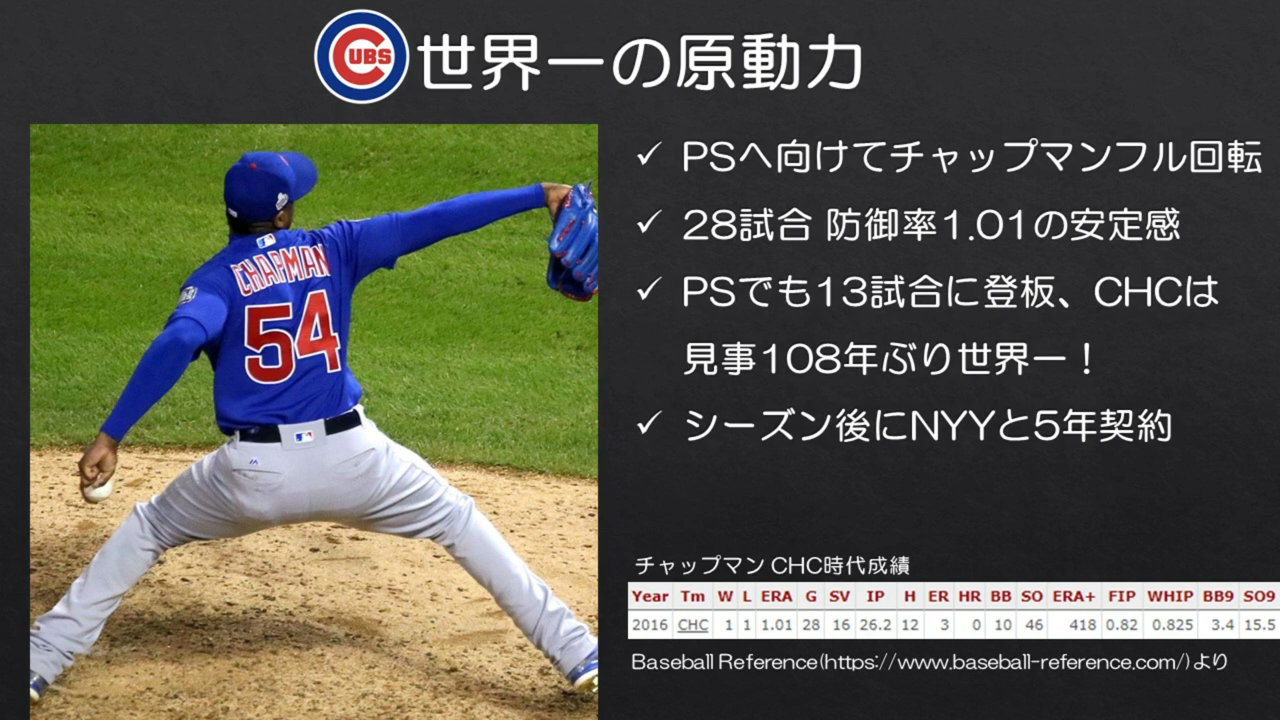 CUBS 世界一の原動力
✓ PSへ向けてチャップマンフル回転
✓ 28試合 防御率1.01の安定感
✓ PSでも13試合に登板、CHCは
見事108年ぶり世界一！
✓ シーズン後にNYYと5年契約
CHAPMAN
54
チャップマン CHC時代成績
Year Tm W L ERA G SV IP H ER HR BB SO ERA+ FIP WHIP BB9 SO9
2016 CHC 1 1 1.01 28 16 26.2 12 3 0 10 46 418 0.82 0.825 3.4 15.5
Baseball Reference(https://www.baseball-reference.com/)より